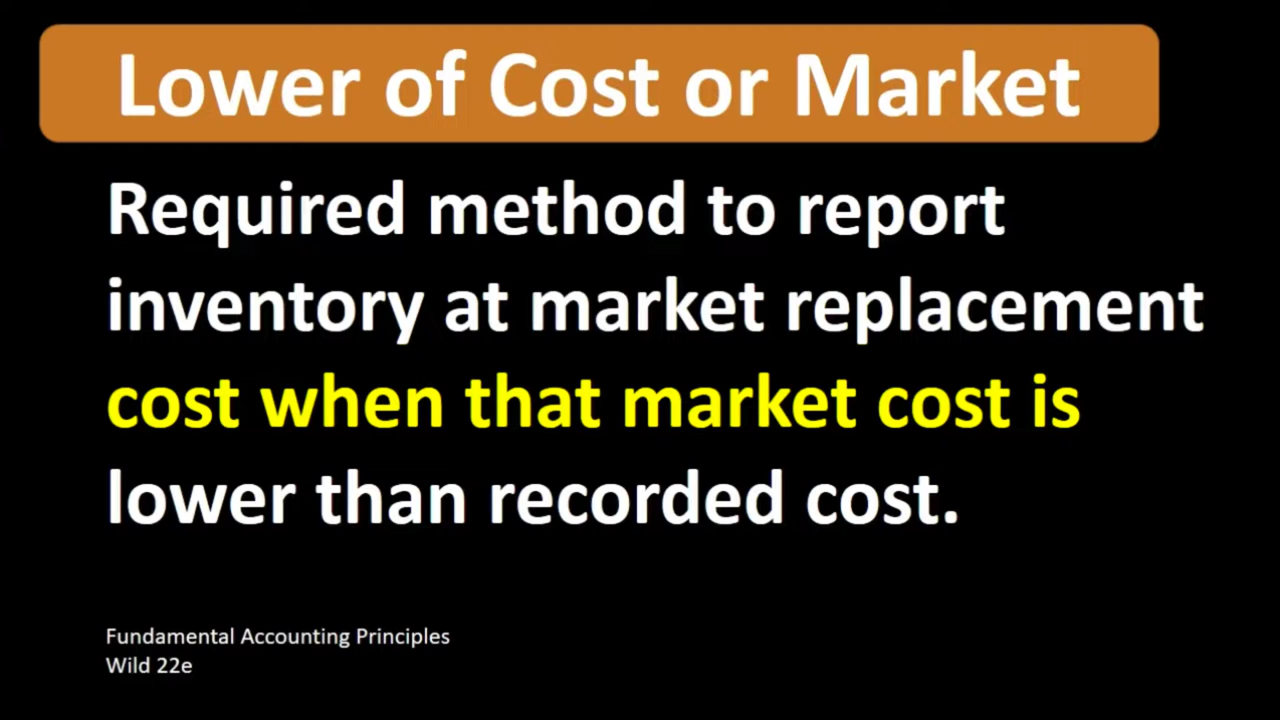 Lower of Cost or Market
Required method to report
inventory at market replacement
cost when that market cost is
lower than recorded cost.
Fundamental Accounting Principles
Wild 22e